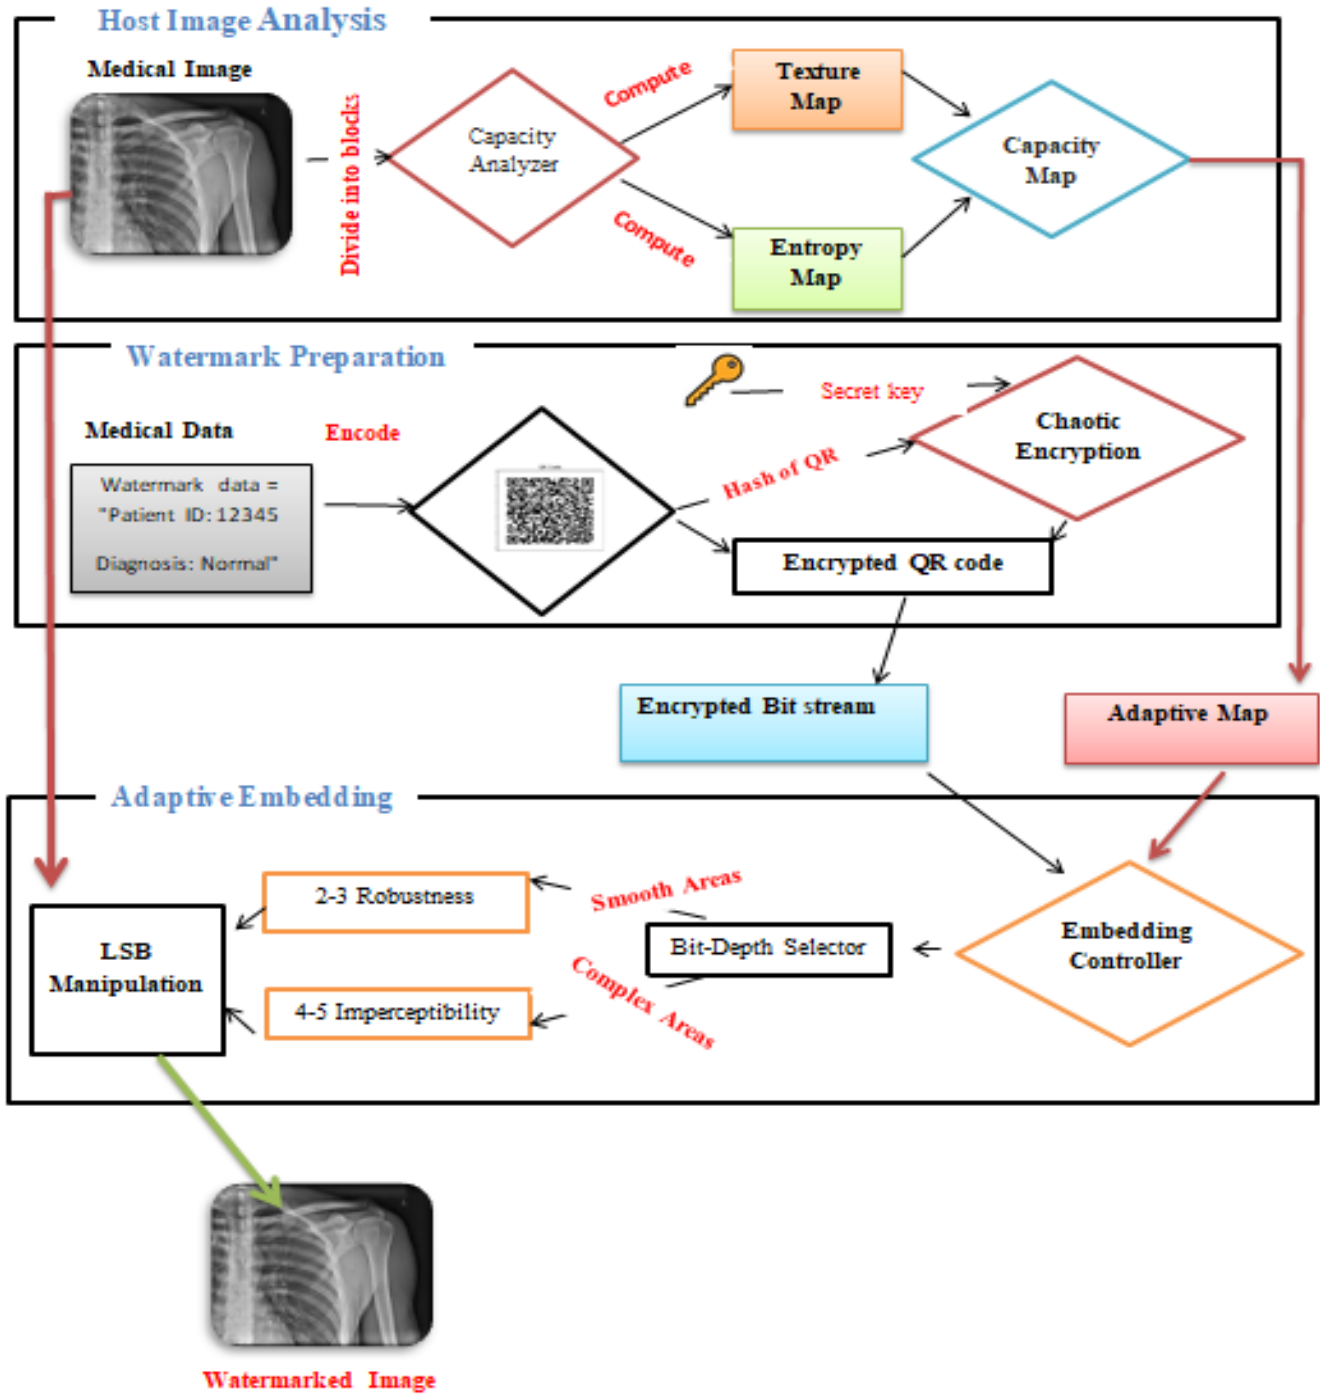 Host Image Analysis
Medical Image
Divide into blocks
Capacity
Analyzer
Compute
Compute
Texture
Map
Entropy
Map
Capacity
Map
Watermark Preparation
Medical Data
Encode
Watermark data =
"Patient ID: 12345
Diagnosis: Normal"
Secret key
Hash of QR
Chaotic
Encryption
Encrypted QR code
Encrypted Bit stream
Adaptive Map
Adaptive Embedding
LSB
Manipulation
2-3 Robustness
4-5 Imperceptibility
Smooth Areas
Complex Areas
Bit-Depth Selector
Embedding
Controller
Watermarked Image